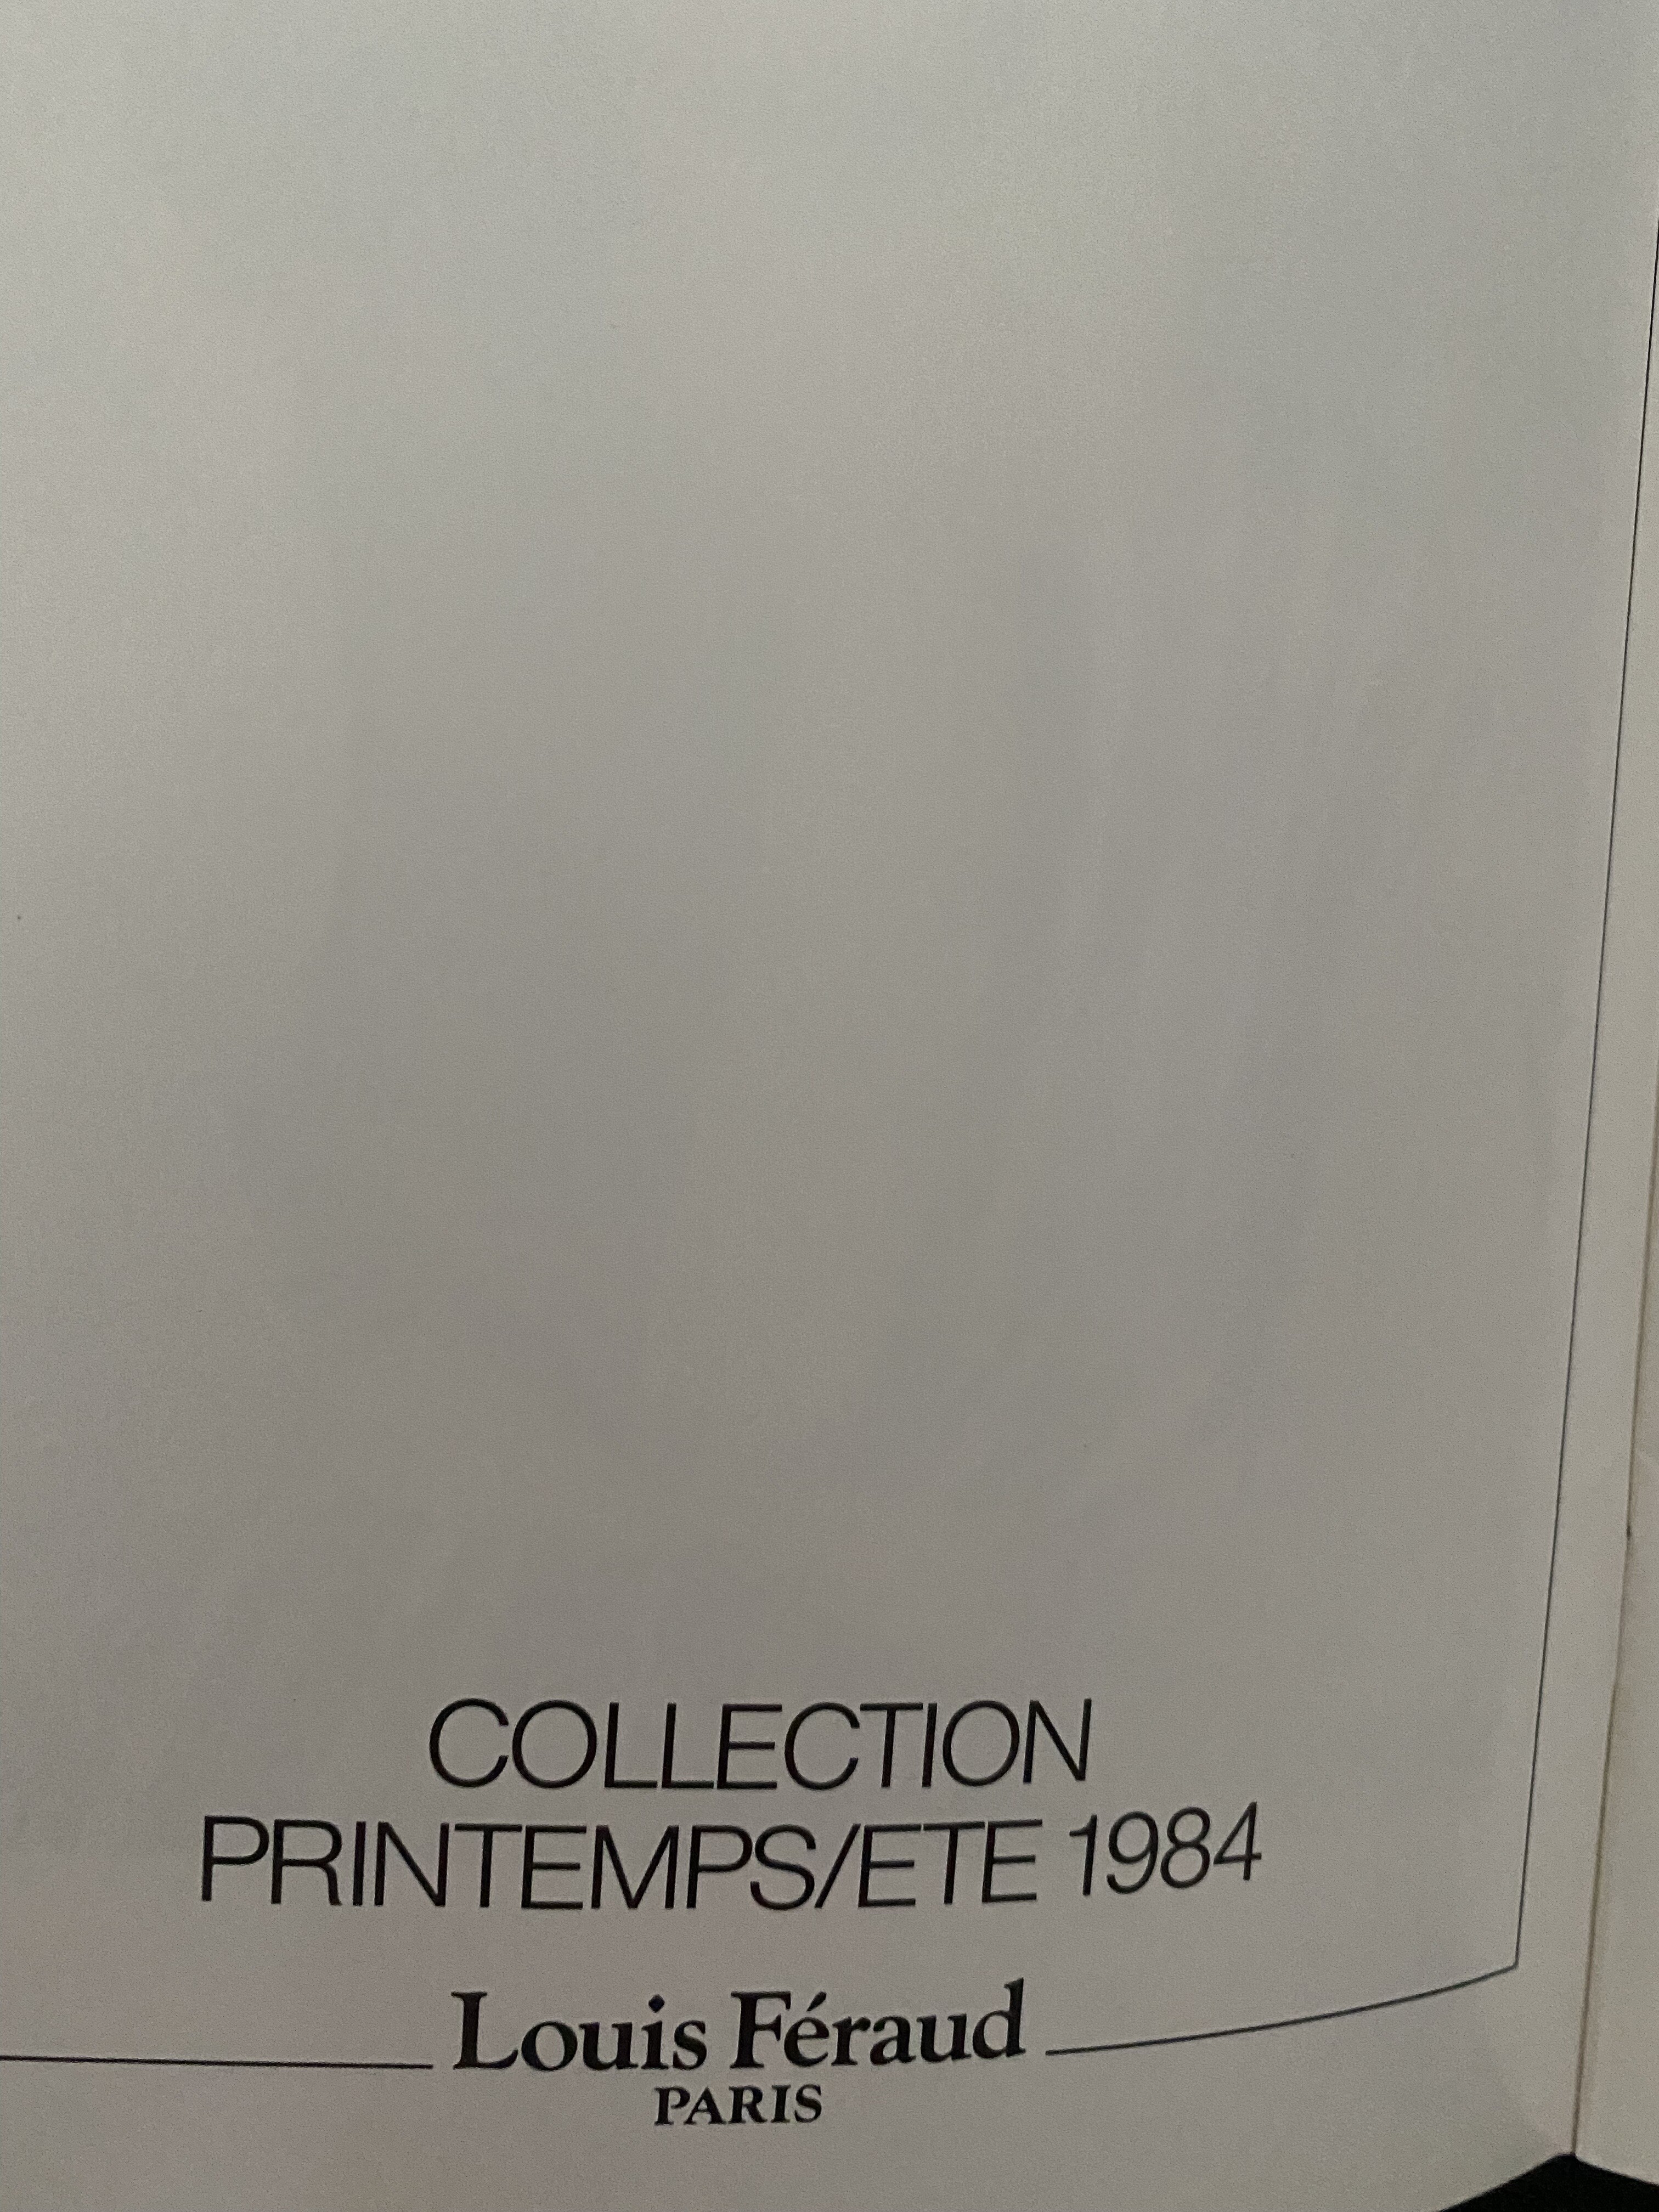 COLLECTION
PRINTEMPS/ETE 1984
Louis Féraud
PARIS